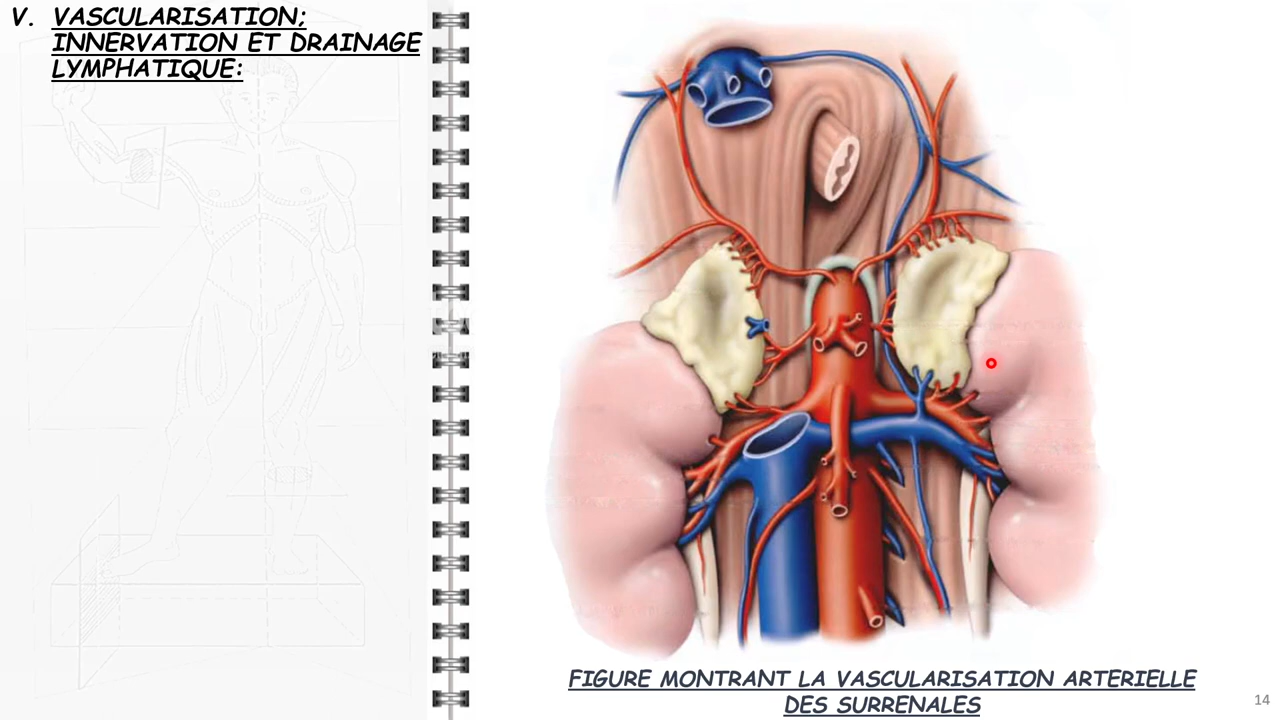 V. VASCULARISATION;
INNERVATION ET DRAINAGE
LYMPHATIQUE:
FIGURE MONTRANT LA VASCULARISATION ARTERIELLE
DES SURRENALES
14